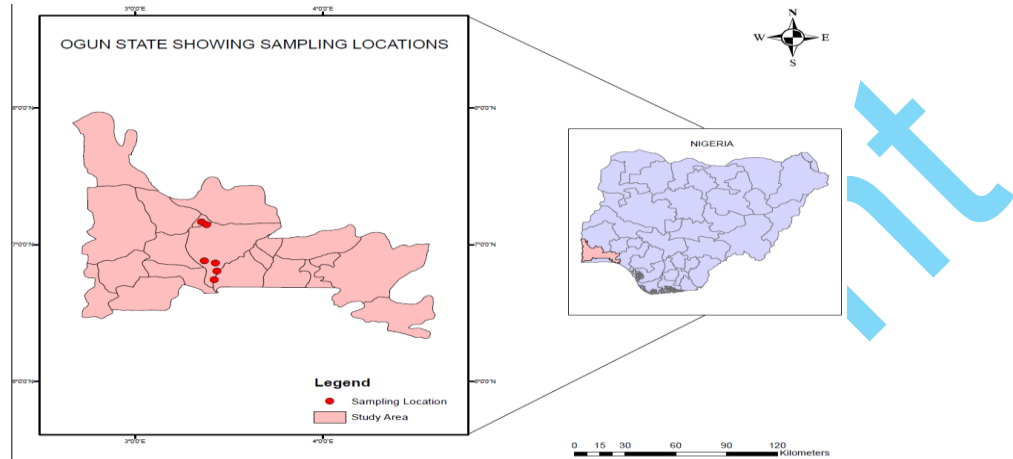 3°0'0"E 4°0'0"E
OGUN STATE SHOWING SAMPLING LOCATIONS
8°0'0"N 8°0'0"N
7°0'0"N 7°0'0"N
6°0'0"N 6°0'0"N
Legend
Sampling Location
Study Area
3°0'0"E 4°0'0"E
N
W E
S
NIGERIA
0 15 30 60 90 120
Kilometers
t